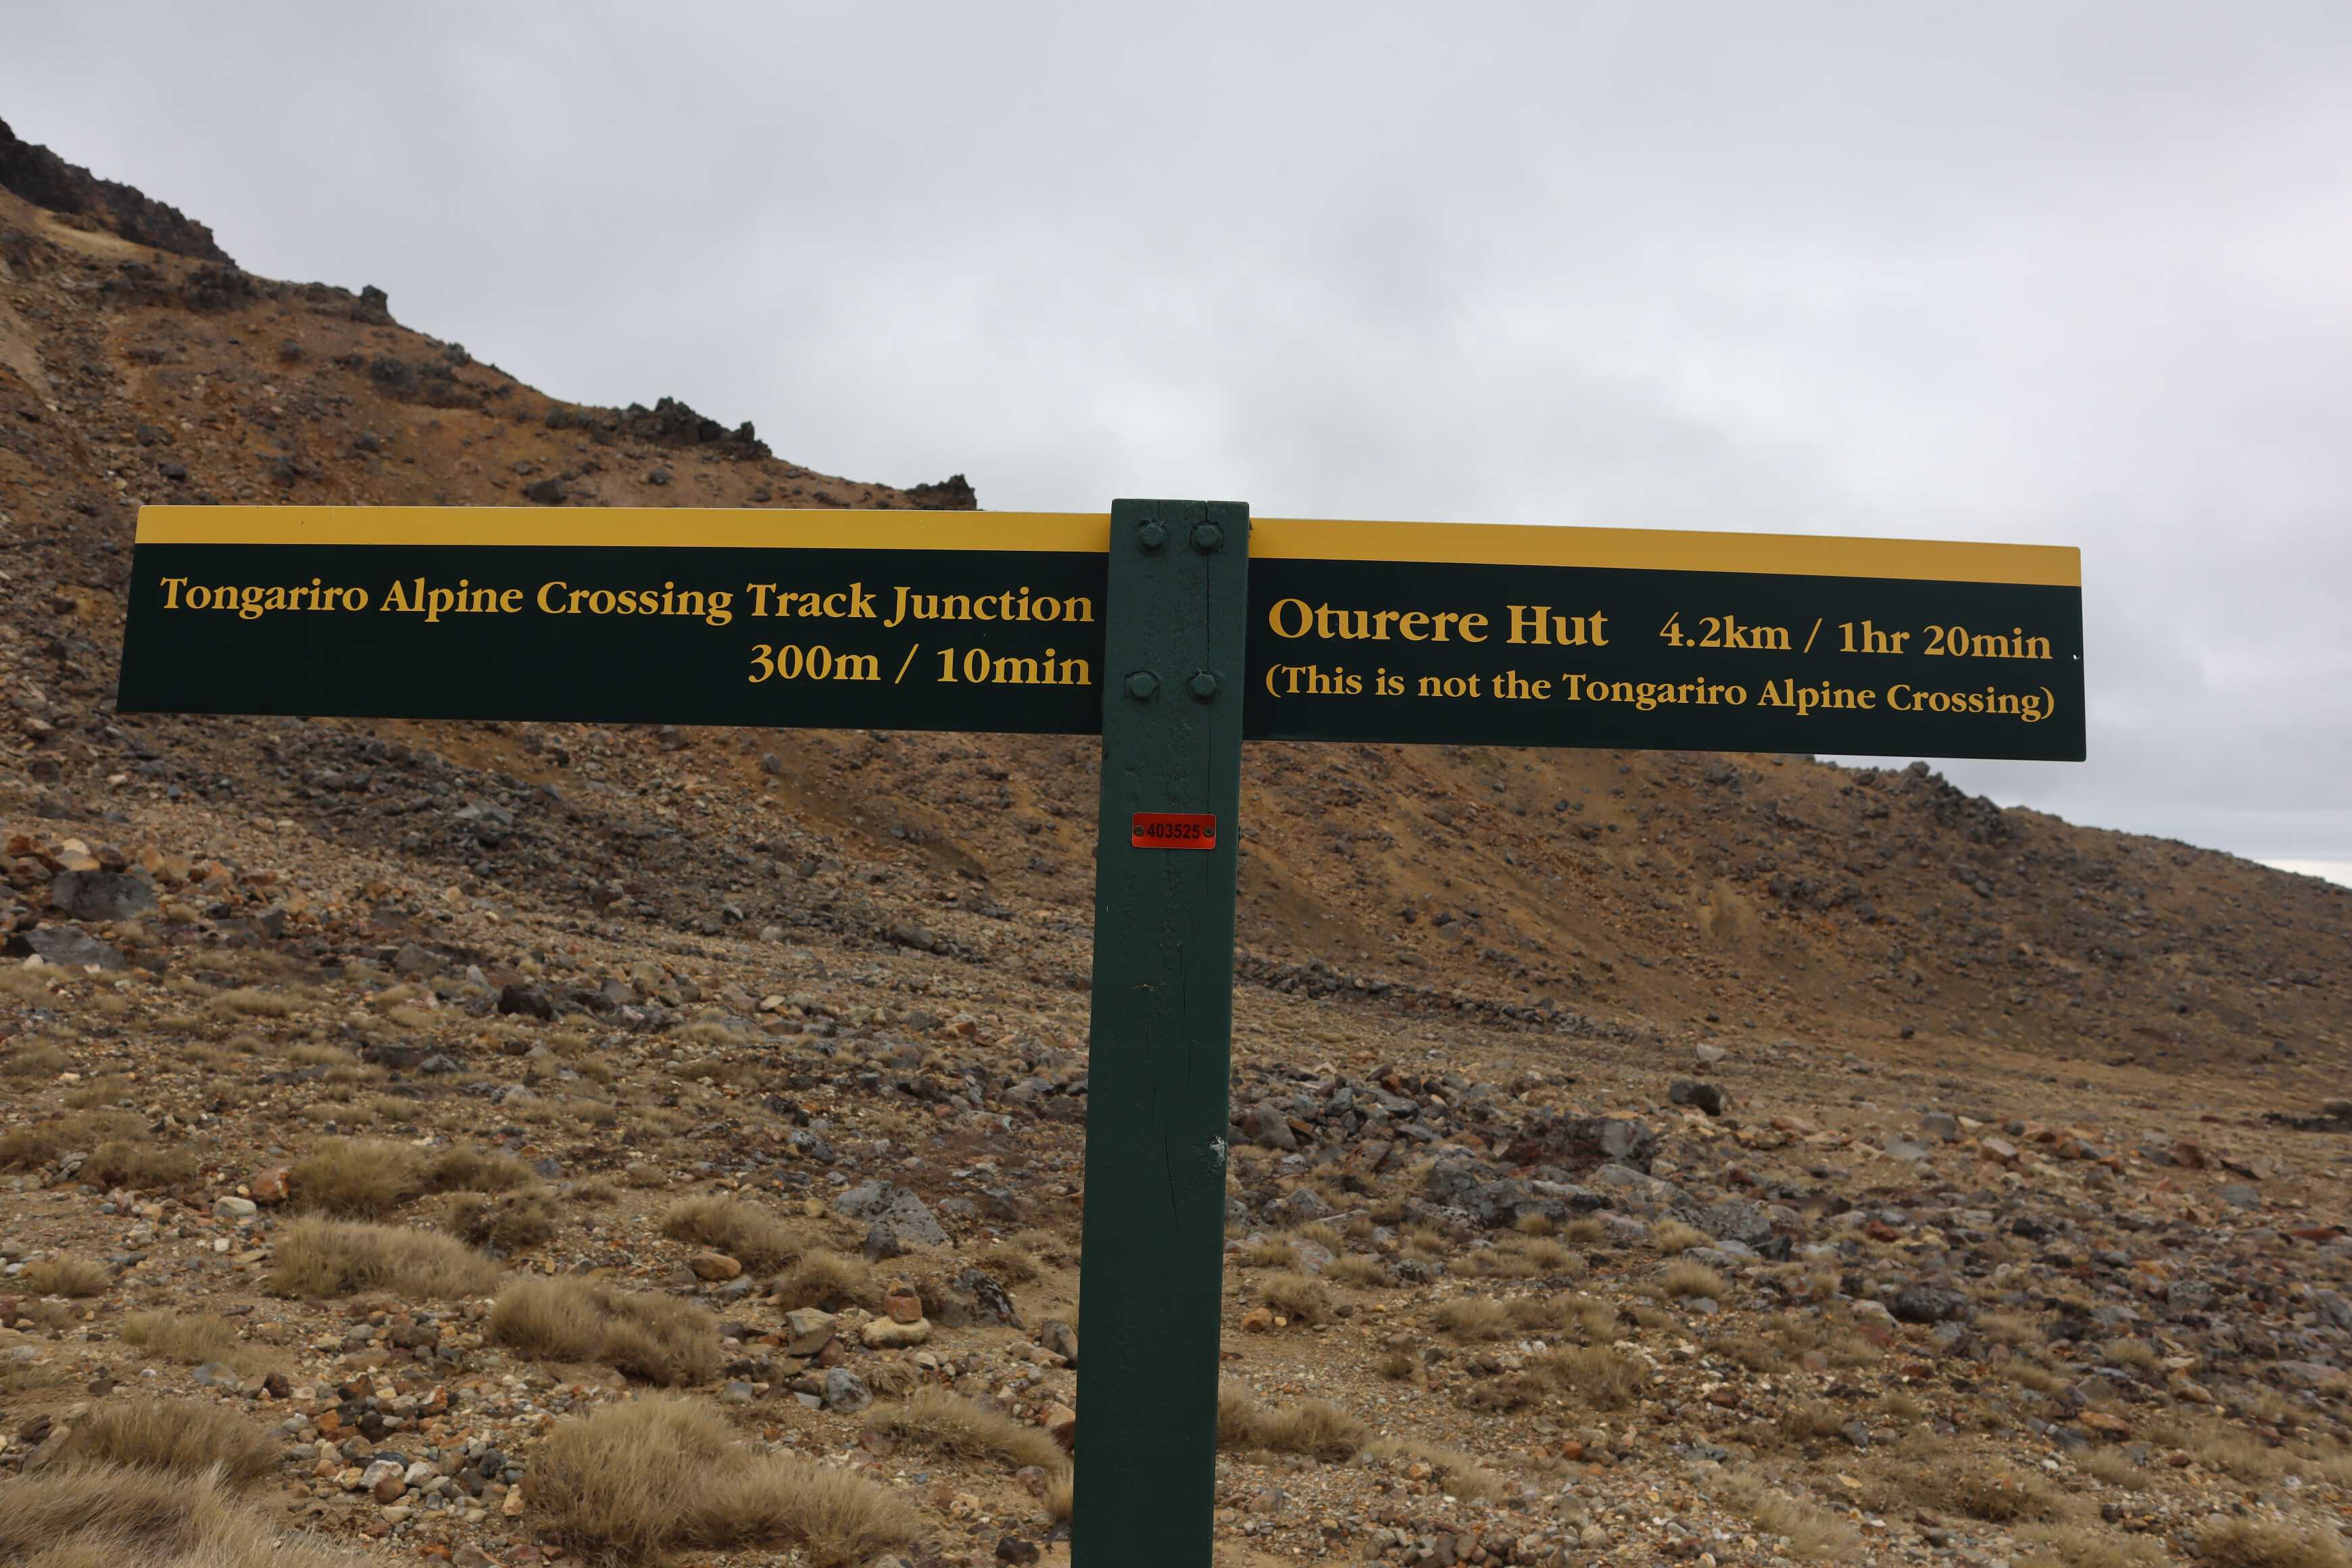 Tongariro Alpine Crossing Track Junction
300m / 10min
Oturere Hut 4.2km / 1hr 20min
(This is not the Tongariro Alpine Crossing)
403525